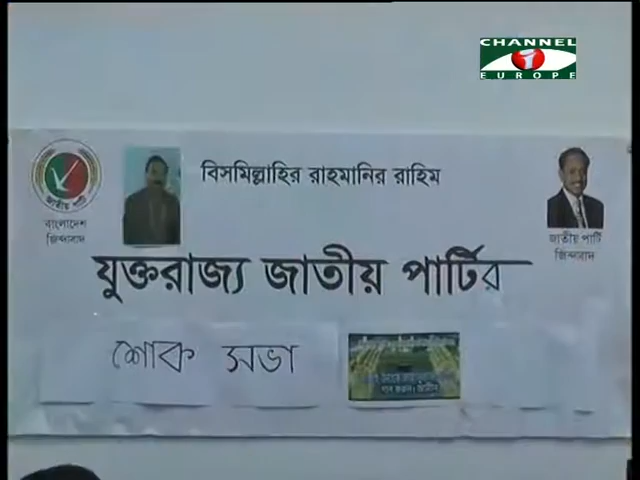 CHANNEL
i
EUROPE
বিসমিল্লাহির রাহমানির রাহিম
জাতীয় পার্টি
বাংলাদেশ
জিন্দাবাদ
জাতীয় পার্টি
জিন্দাবাদ
যুক্তরাজ্য জাতীয় পার্টির
শোক সভা